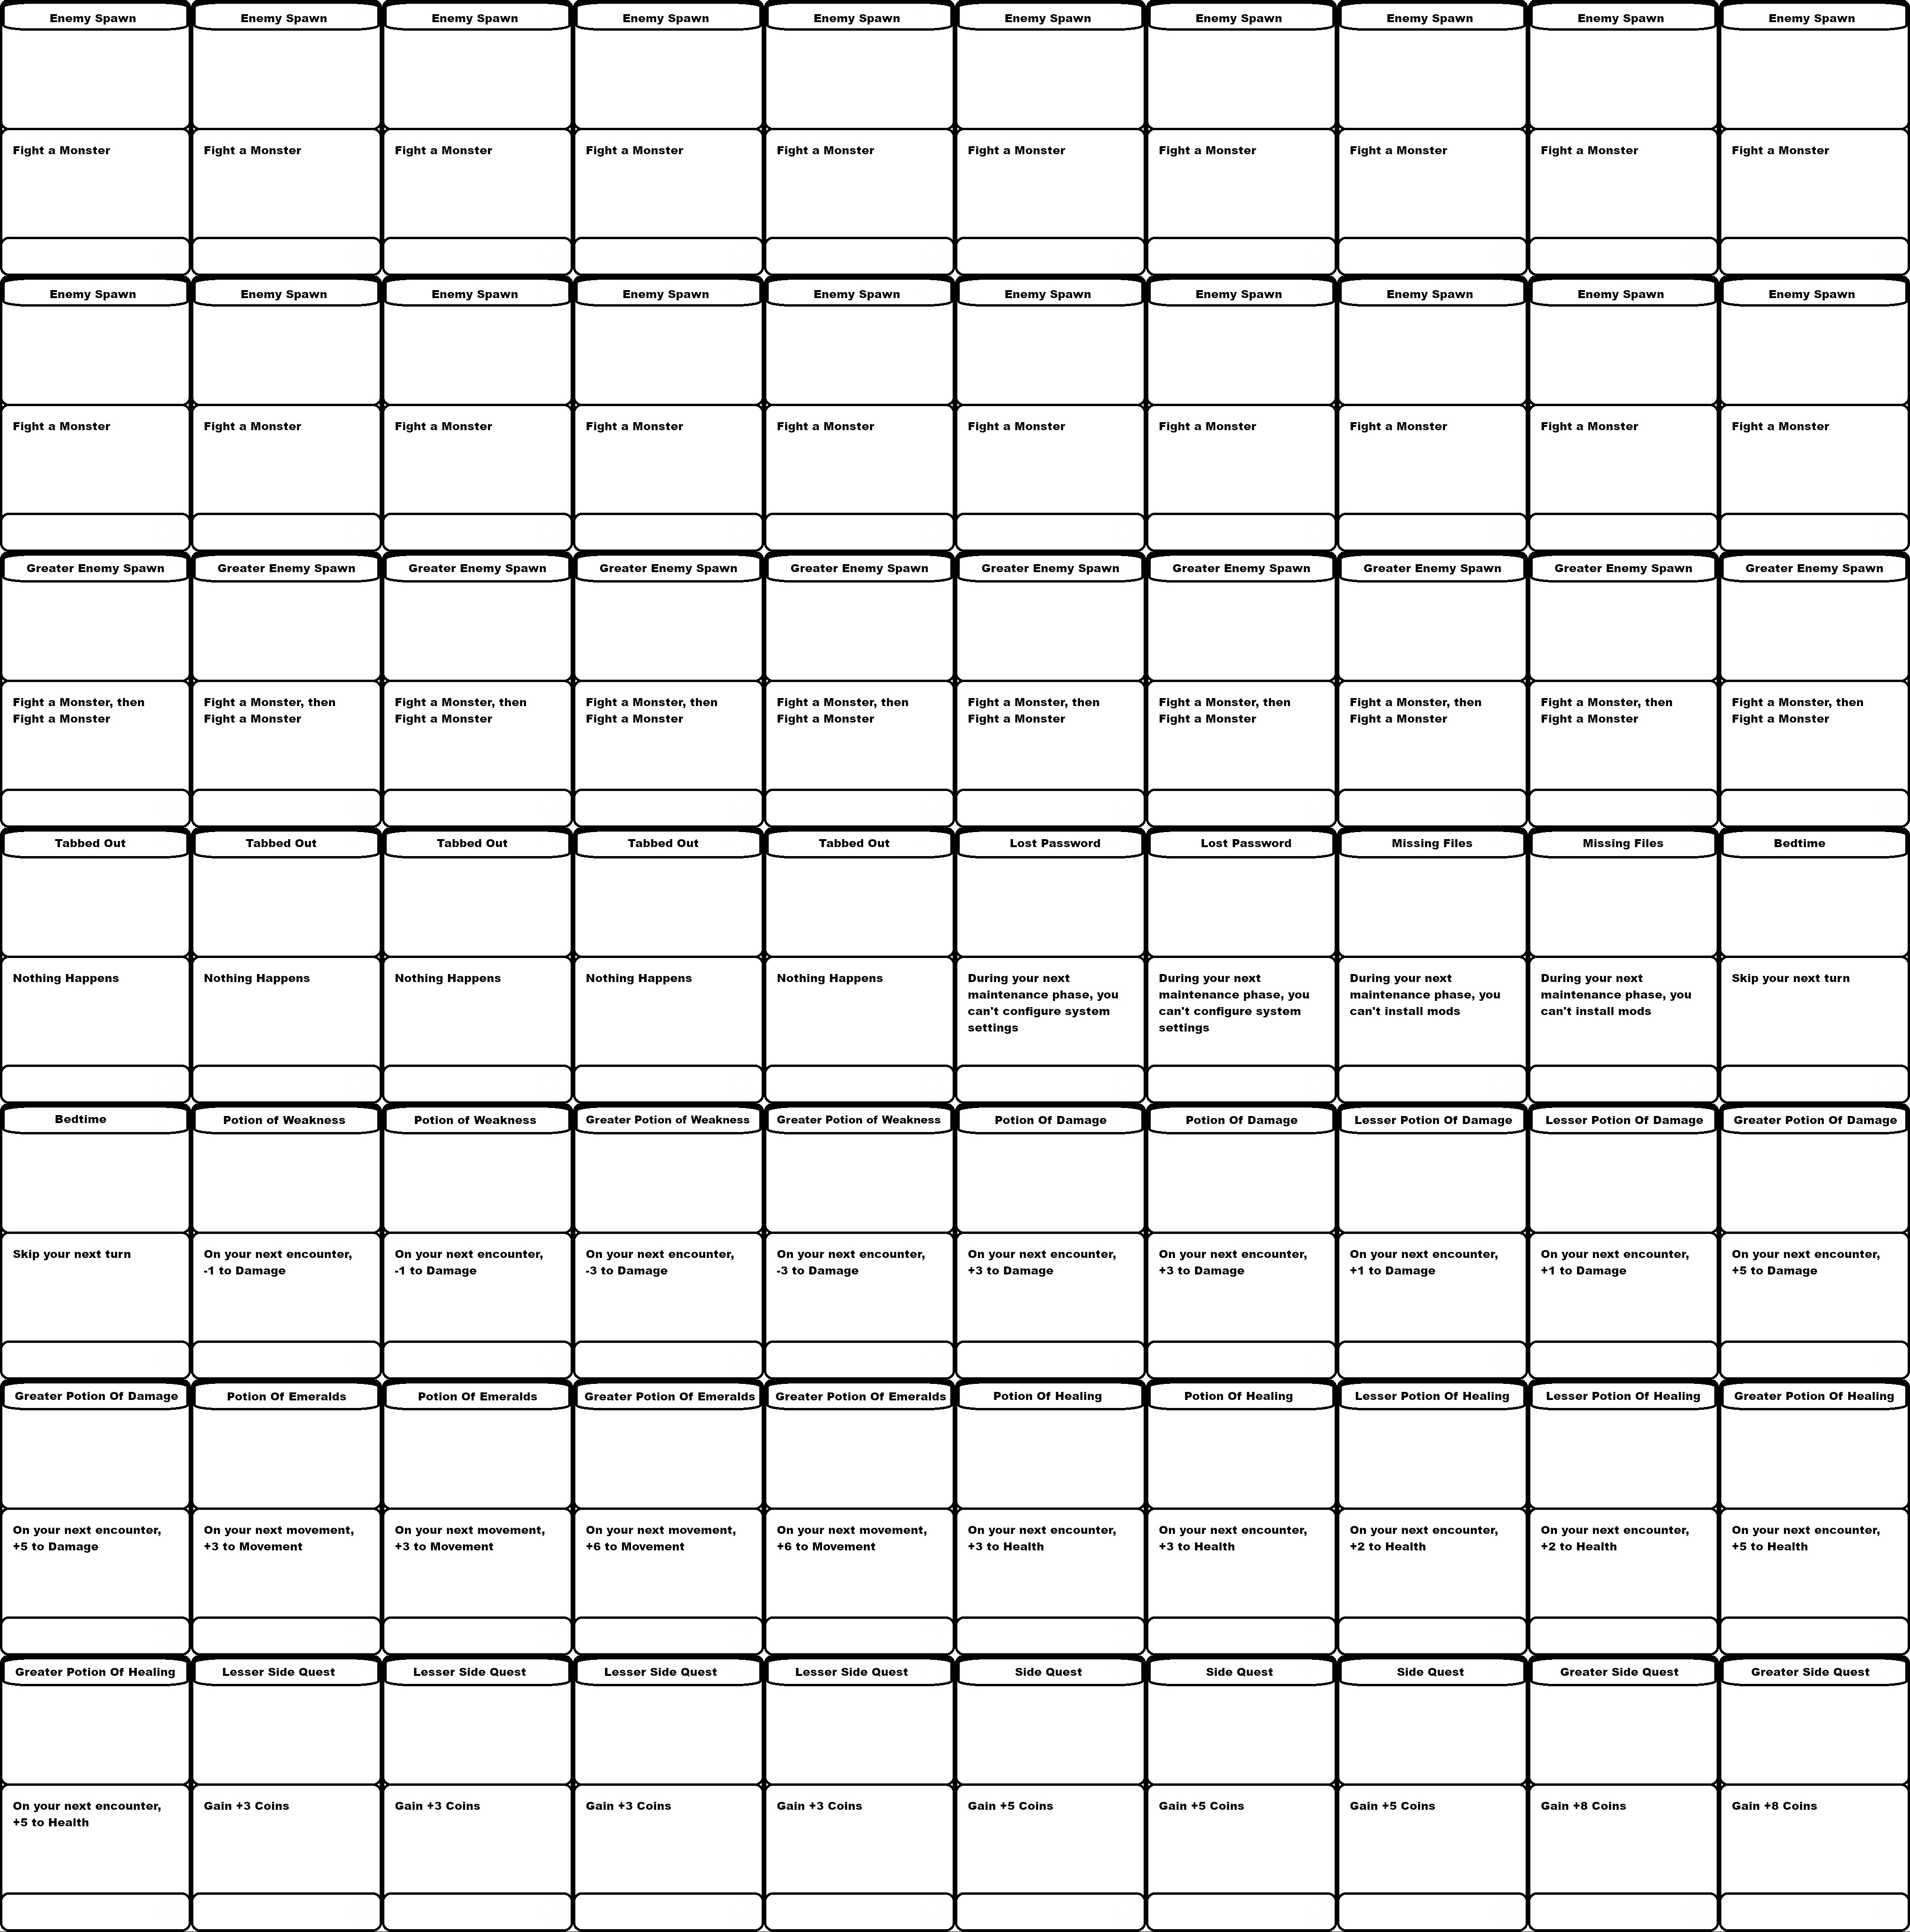 Enemy Spawn Enemy Spawn Enemy Spawn Enemy Spawn Enemy Spawn Enemy Spawn Enemy Spawn Enemy Spawn Enemy Spawn Enemy Spawn
Fight a Monster Fight a Monster Fight a Monster Fight a Monster Fight a Monster Fight a Monster Fight a Monster Fight a Monster Fight a Monster Fight a Monster
Enemy Spawn Enemy Spawn Enemy Spawn Enemy Spawn Enemy Spawn Enemy Spawn Enemy Spawn Enemy Spawn Enemy Spawn Enemy Spawn
Fight a Monster Fight a Monster Fight a Monster Fight a Monster Fight a Monster Fight a Monster Fight a Monster Fight a Monster Fight a Monster Fight a Monster
Greater Enemy Spawn Greater Enemy Spawn Greater Enemy Spawn Greater Enemy Spawn Greater Enemy Spawn Greater Enemy Spawn Greater Enemy Spawn Greater Enemy Spawn Greater Enemy Spawn Greater Enemy Spawn
Fight a Monster, then Fight a Monster, then Fight a Monster, then Fight a Monster, then Fight a Monster, then Fight a Monster, then Fight a Monster, then Fight a Monster, then Fight a Monster, then Fight a Monster, then
Fight a Monster Fight a Monster Fight a Monster Fight a Monster Fight a Monster Fight a Monster Fight a Monster Fight a Monster Fight a Monster Fight a Monster
Tabbed Out Tabbed Out Tabbed Out Tabbed Out Tabbed Out Lost Password Lost Password Missing Files Missing Files Bedtime
Nothing Happens Nothing Happens Nothing Happens Nothing Happens Nothing Happens During your next During your next During your next During your next Skip your next turn
maintenance phase, you maintenance phase, you maintenance phase, you maintenance phase, you
can't configure system can't configure system can't install mods can't install mods
settings settings
Bedtime Potion of Weakness Potion of Weakness Greater Potion of Weakness Greater Potion of Weakness Potion Of Damage Potion Of Damage Lesser Potion Of Damage Lesser Potion Of Damage Greater Potion Of Damage
Skip your next turn On your next encounter, On your next encounter, On your next encounter, On your next encounter, On your next encounter, On your next encounter, On your next encounter, On your next encounter, On your next encounter,
-1 to Damage -1 to Damage -3 to Damage -3 to Damage +3 to Damage +3 to Damage +1 to Damage +1 to Damage +5 to Damage
Greater Potion Of Damage Potion Of Emeralds Potion Of Emeralds Greater Potion Of Emeralds Greater Potion Of Emeralds Potion Of Healing Potion Of Healing Lesser Potion Of Healing Lesser Potion Of Healing Greater Potion Of Healing
On your next encounter, On your next movement, On your next movement, On your next movement, On your next movement, On your next encounter, On your next encounter, On your next encounter, On your next encounter, On your next encounter,
+5 to Damage +3 to Movement +3 to Movement +6 to Movement +6 to Movement +3 to Health +3 to Health +2 to Health +2 to Health +5 to Health
Greater Potion Of Healing Lesser Side Quest Lesser Side Quest Lesser Side Quest Lesser Side Quest Side Quest Side Quest Side Quest Greater Side Quest Greater Side Quest
On your next encounter, Gain +3 Coins Gain +3 Coins Gain +3 Coins Gain +3 Coins Gain +5 Coins Gain +5 Coins Gain +5 Coins Gain +8 Coins Gain +8 Coins
+5 to Health